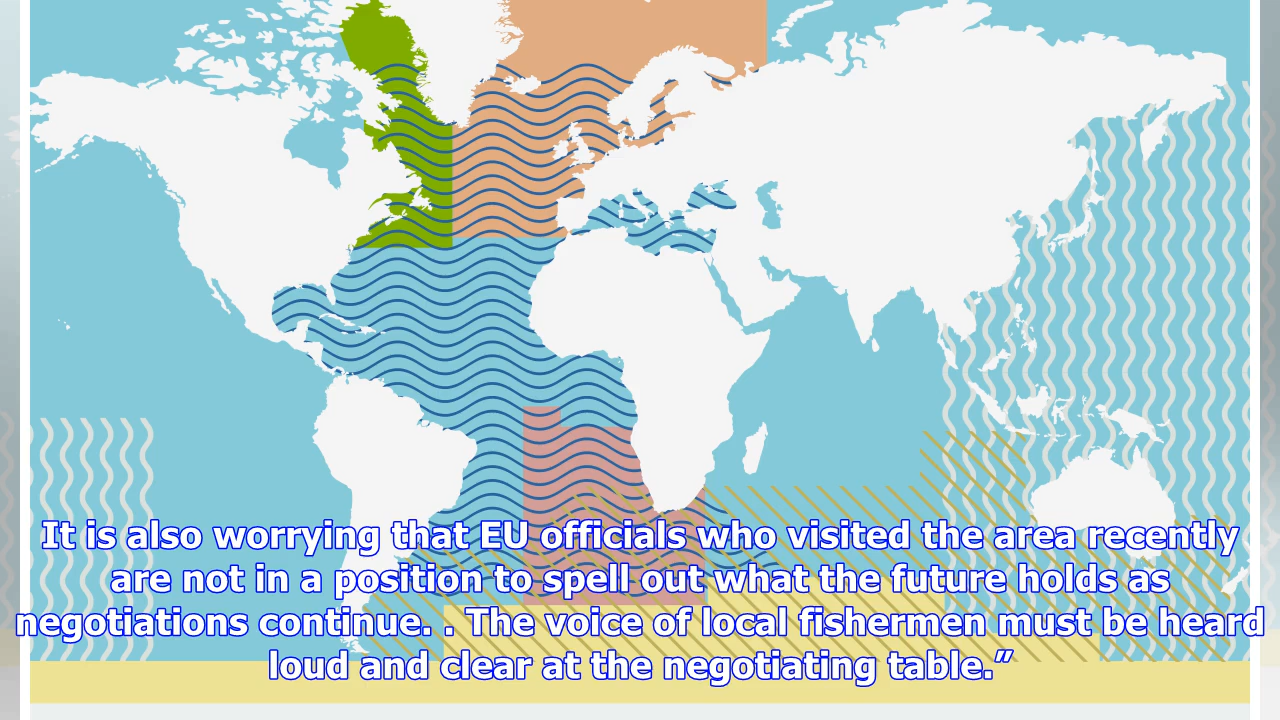 It is also worrying that EU officials who visited the area recently
are not in a position to spell out what the future holds as
negotiations continue. . The voice of local fishermen must be heard
loud and clear at the negotiating table.”